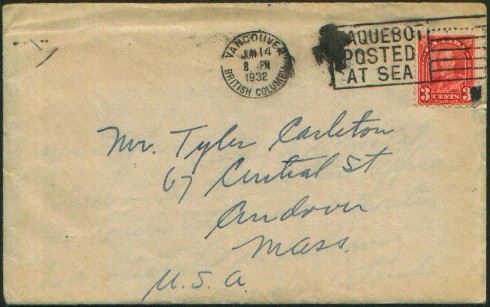 VANCOUVER
JUN 14
8 PM
1932
BRITISH COLUMBIA
PAQUEBOT
POSTED
AT SEA
3 CENTS 3
Mr. Tyler Carleton
67 Central St
Andover
Mass.
U.S.A.